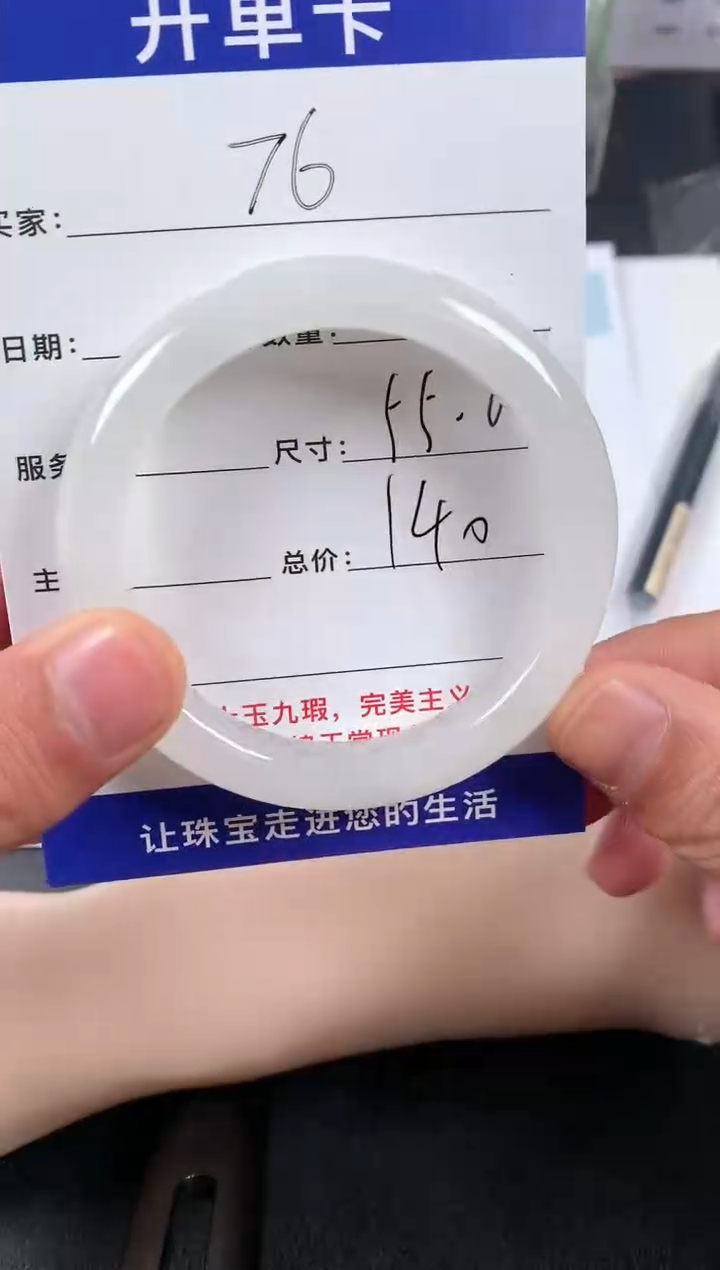 开单卡
买家: 76
日期: 数量:
服务 尺寸: 55.
主 总价: 140
玉九瑕，完美主义
让珠宝走进您的生活